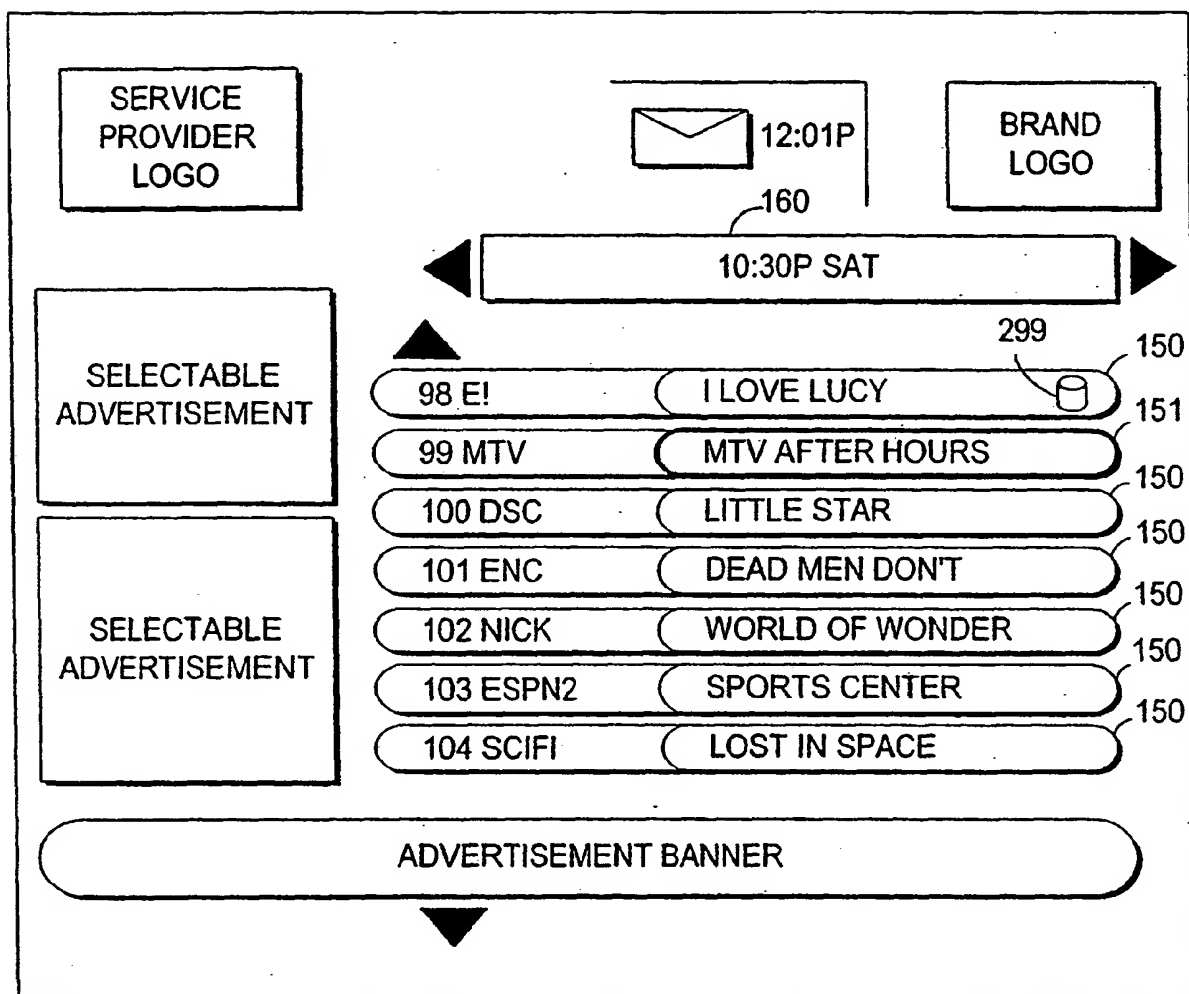 SERVICE
PROVIDER
LOGO
12:01P
BRAND
LOGO
160
10:30P SAT
SELECTABLE
ADVERTISEMENT
299
98 E! I LOVE LUCY 150
99 MTV MTV AFTER HOURS 151
100 DSC LITTLE STAR 150
101 ENC DEAD MEN DON'T 150
102 NICK WORLD OF WONDER 150
103 ESPN2 SPORTS CENTER 150
104 SCIFI LOST IN SPACE 150
SELECTABLE
ADVERTISEMENT
ADVERTISEMENT BANNER